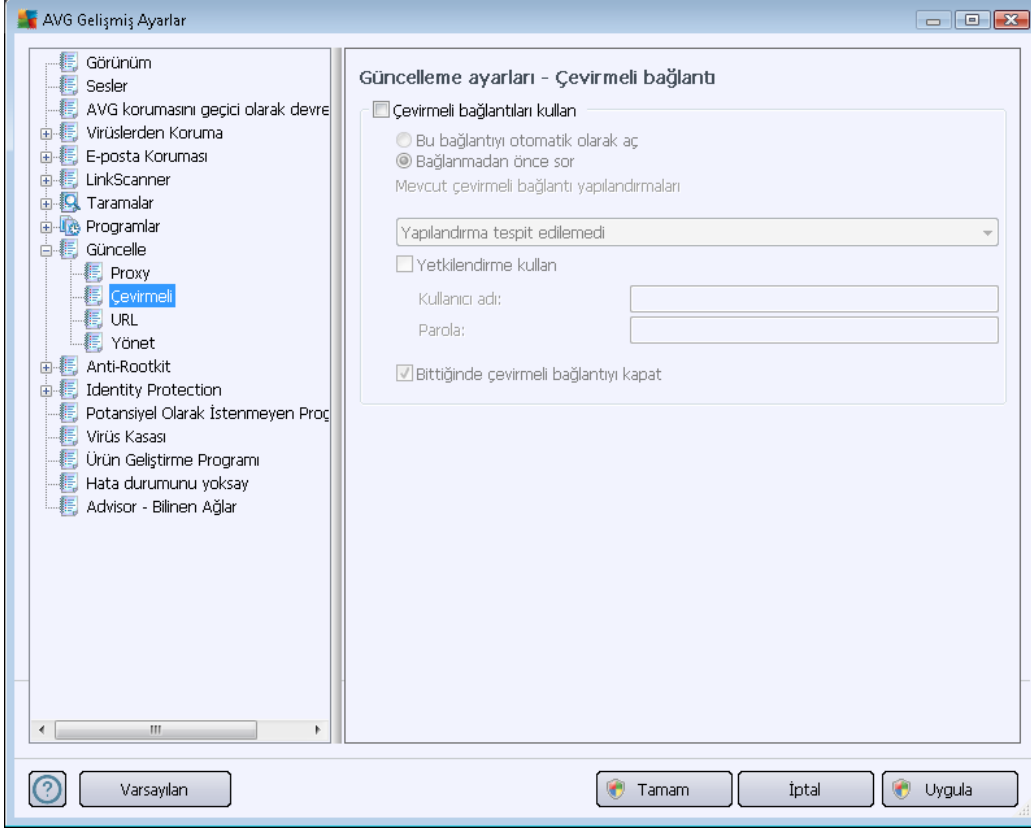 AVG Gelişmiş Ayarlar
Görünüm
Sesler
AVG korumasını geçici olarak devre
Virüslerden Koruma
E-posta Koruması
LinkScanner
Taramalar
Programlar
Güncelle
Proxy
Çevirmeli
URL
Yönet
Anti-Rootkit
Identity Protection
Potansiyel Olarak İstenmeyen Prog
Virüs Kasası
Ürün Geliştirme Programı
Hata durumunu yoksay
Advisor - Bilinen Ağlar
Güncelleme ayarları - Çevirmeli bağlantı
Çevirmeli bağlantıları kullan
Bu bağlantıyı otomatik olarak aç
Bağlanmadan önce sor
Mevcut çevirmeli bağlantı yapılandırmaları
Yapılandırma tespit edilemedi
Yetkilendirme kullan
Kullanıcı adı:
Parola:
Bittiğinde çevirmeli bağlantıyı kapat
Varsayılan
Tamam
İptal
Uygula